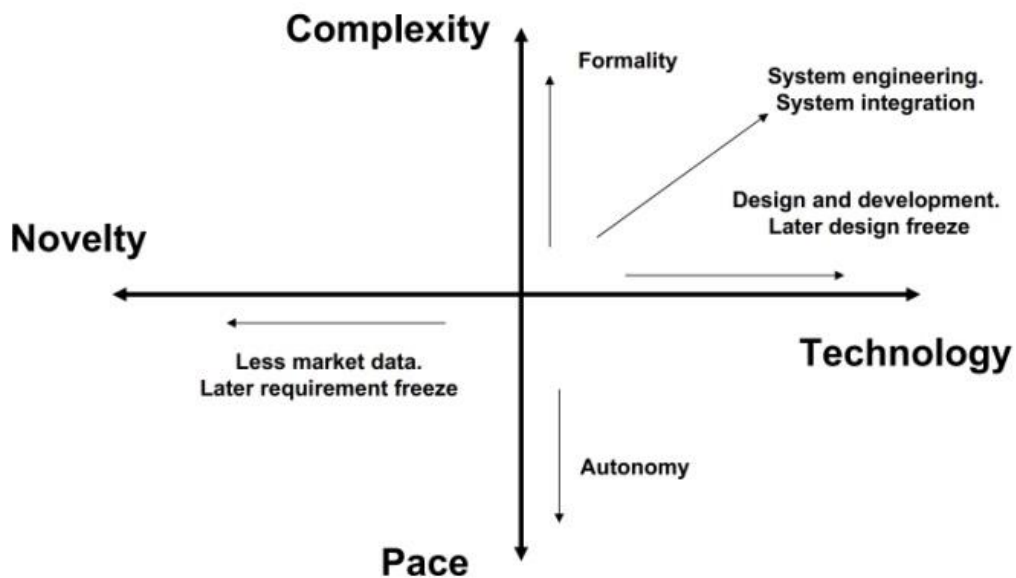 Complexity
Formality
System engineering.
System integration
Design and development.
Later design freeze
Novelty
Technology
Less market data.
Later requirement freeze
Autonomy
Pace